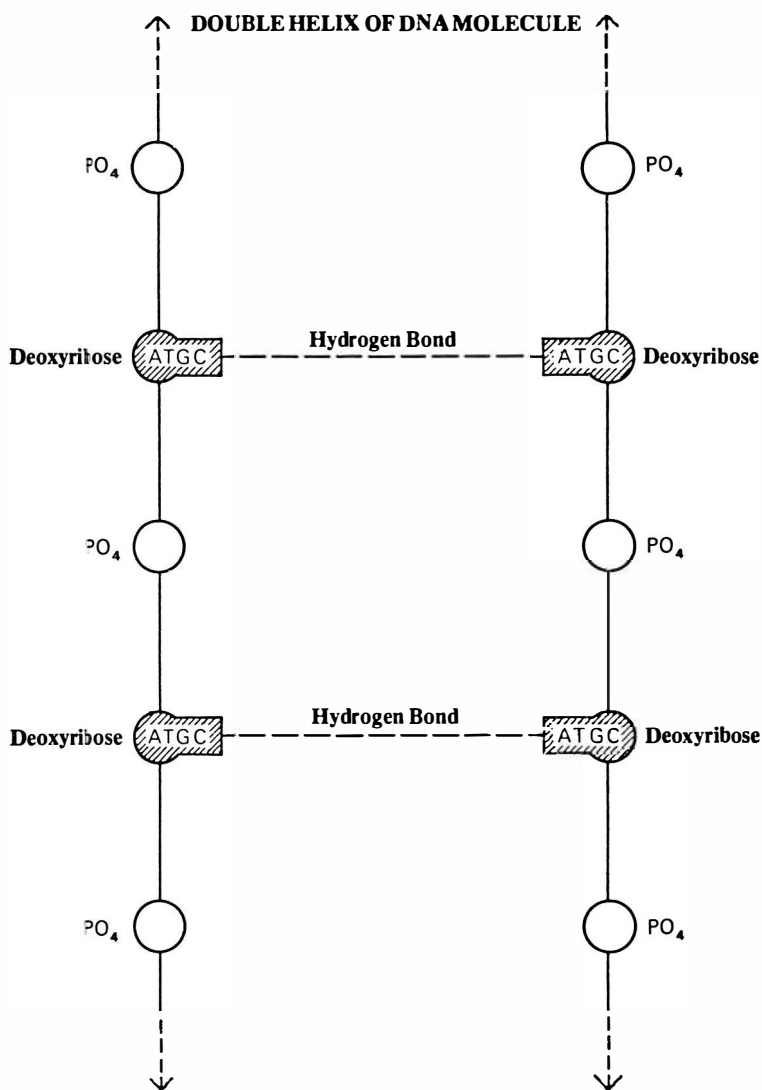 DOUBLE HELIX OF DNA MOLECULE
PO₄ PO₄
Hydrogen Bond
Deoxyribose ATGC ATGC Deoxyribose
PO₄ PO₄
Hydrogen Bond
Deoxyribose ATGC ATGC Deoxyribose
PO₄ PO₄